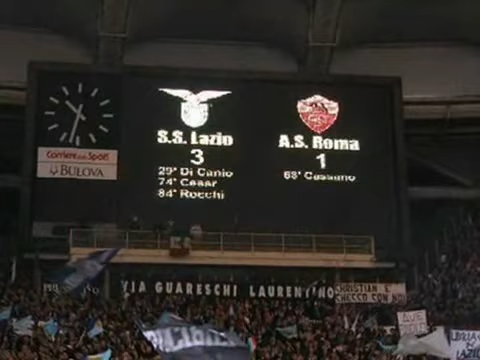 S.S. Lazio
3
29' Di Canio
74' Cesar
84' Rocchi
A.S. Roma
1
68' Cassano
Corriere dello Sport
BULOVA
VIA GUARESCHI LAURENTINO
CHRISTIAN E